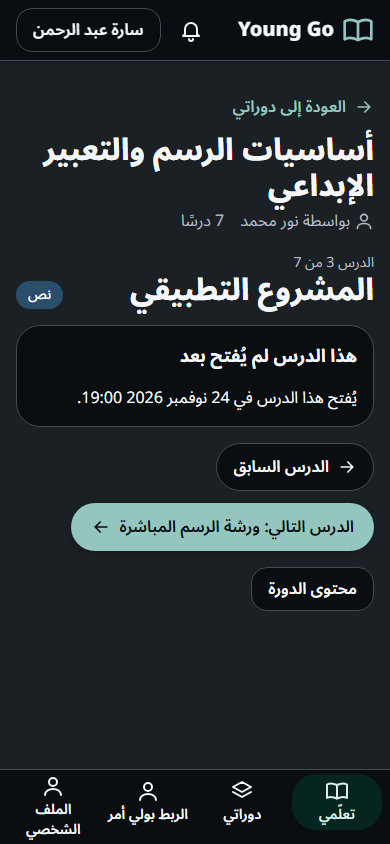 Young Go
سارة عبد الرحمن
العودة إلى دوراتي
أساسيات الرسم والتعبير
الإبداعي
بواسطة نور محمد
7 درسًا
الدرس 3 من 7
المشروع التطبيقي
نص
هذا الدرس لم يُفتح بعد
يُفتح هذا الدرس في 24 نوفمبر 2026 19:00.
الدرس السابق
الدرس التالي: ورشة الرسم المباشرة
محتوى الدورة
تعلّمي
دوراتي
الربط بولي أمر
الملف
الشخصي